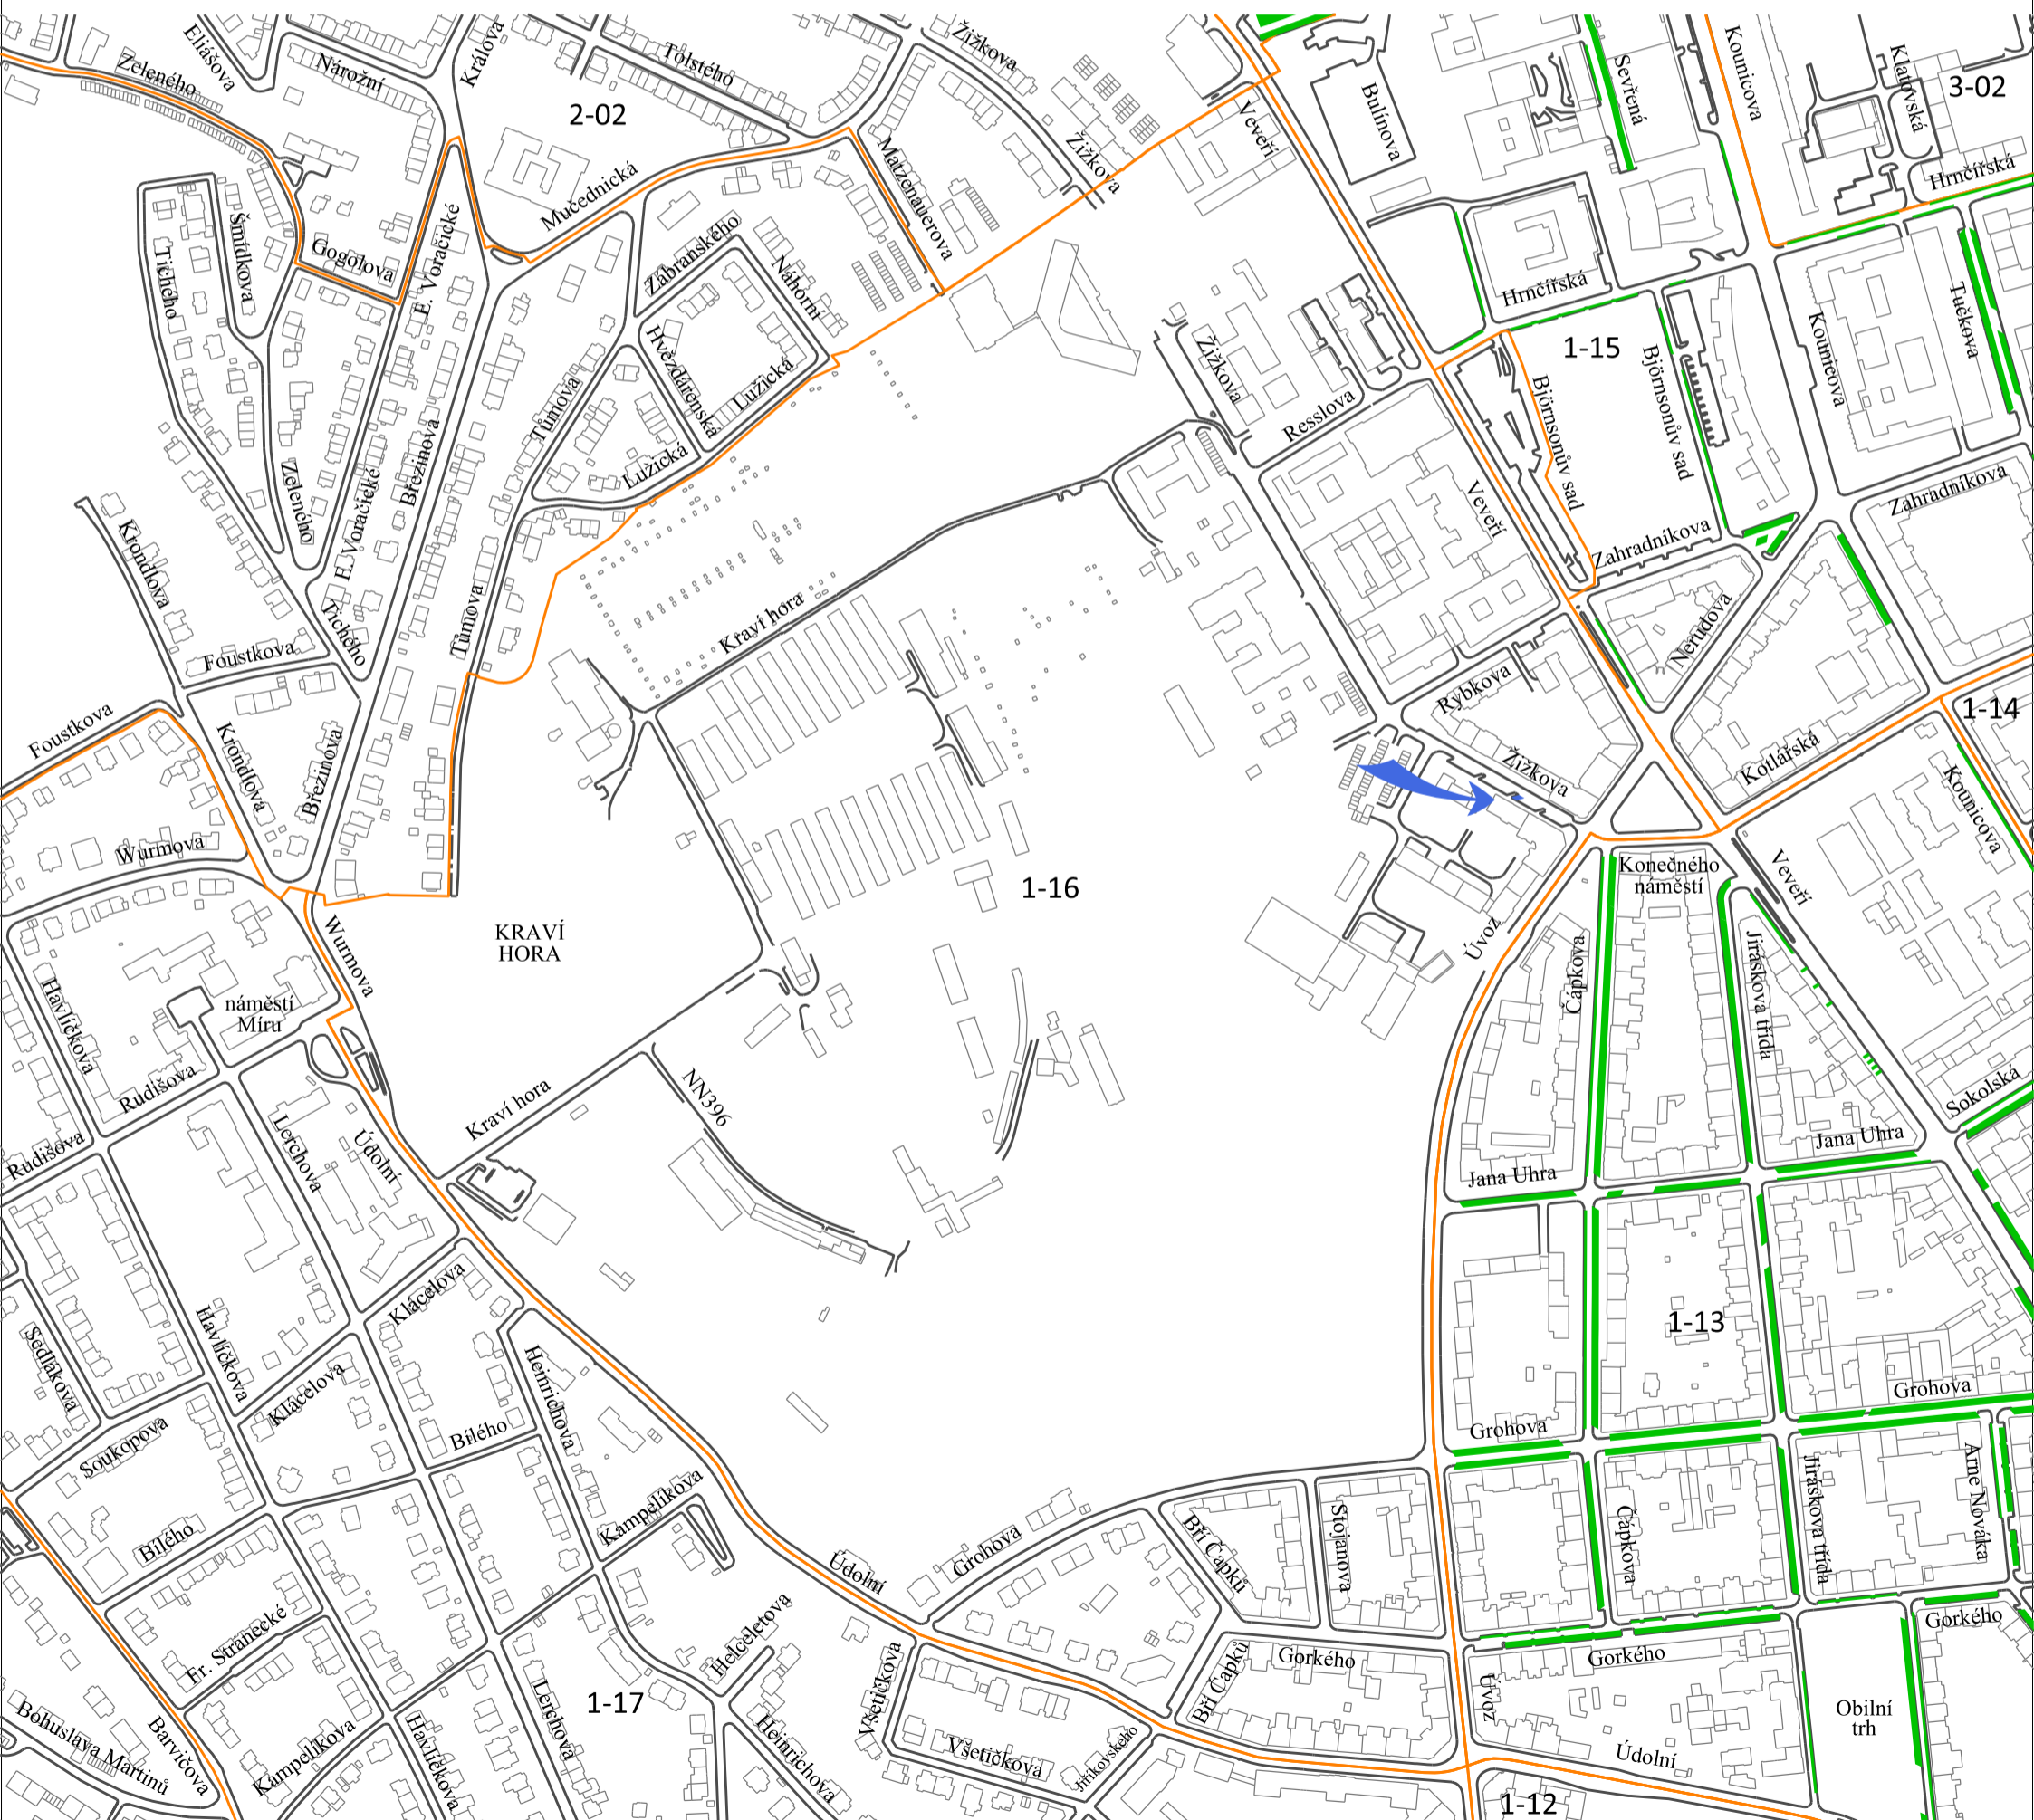 Eliášova
Králova
Tolstého
Žižkova
Zeleného
Nárožní
2-02
Sevřená
Kounicova
Klatovská
3-02
Bulínova
Veveří
Žižkova
Matzenauerova
Mučednická
Hrnčířská
Šmídkova
Tichého
Gogolova
E. Voračické
Zábranského
Náhorní
Hrnčířská
Tučkova
1-15
Kounicova
Björnsonův sad
Björnsonův sad
Žižkova
Hvězdárenská
Lužická
Tůmova
Resslova
Lužická
Březinova
E. Voračické
Zeleného
Veveří
Zahradníkova
Zahradníkova
Krondlova
Tichého
Tůmova
Kraví hora
Nerudova
Foustkova
Rybkova
1-14
Foustkova
Krondlova
Březinova
Žižkova
Kotlářská
Kounicova
Wurmova
Konečného
náměstí
Veveří
1-16
KRAVÍ
HORA
Wurmova
Úvoz
Čápkova
Jiráskova třída
Havlíčkova
náměstí
Míru
Rudišova
Rudišova
Lerchova
Údolní
Kraví hora
NN396
Sokolská
Jana Uhra
Jana Uhra
Klácelova
1-13
Sedlákova
Havlíčkova
Klácelova
Heinrichova
Bílého
Grohova
Grohova
Soukopova
Bílého
Kampelíkova
Údolní
Grohova
Bří Čapků
Stojanova
Čápkova
Jiráskova třída
Arne Nováka
Fr. Stránecké
Helceletova
Všetičkova
Bří Čapků
Gorkého
Gorkého
Gorkého
Úvoz
1-17
Lerchova
Heinrichova
Bohuslava Martinů
Barvičova
Kampelíkova
Havlíčkova
Všetičkova
Jiříkovského
Údolní
Obilní
trh
1-12